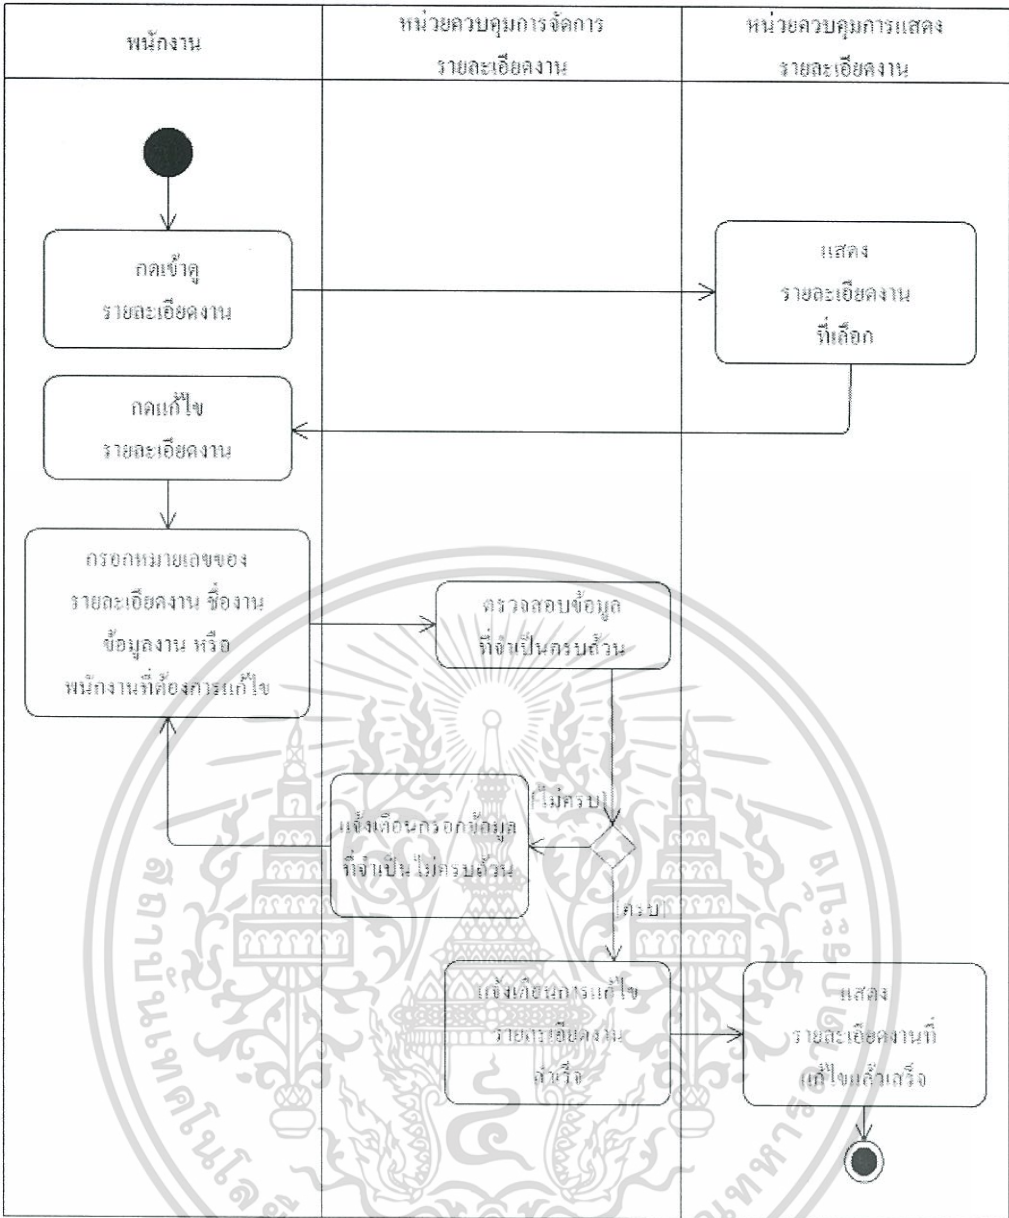 พนักงาน
หน่วยควบคุมการจัดการ
รายละเอียดงาน
หน่วยควบคุมการแสดง
รายละเอียดงาน
กดเข้าดู
รายละเอียดงาน
แสดง
รายละเอียดงาน
ที่เลือก
กดแก้ไข
รายละเอียดงาน
กรอกหมายเลขของ
รายละเอียดงาน ชื่องาน
ข้อมูลงาน หรือ
พนักงานที่ต้องการแก้ไข
ตรวจสอบข้อมูล
ที่จำเป็นครบถ้วน
[ไม่ครบ]
แจ้งเตือนกรอกข้อมูล
ที่จำเป็นไม่ครบถ้วน
[ครบ]
แจ้งเตือนการแก้ไข
รายละเอียดงาน
สำเร็จ
แสดง
รายละเอียดงานที่
แก้ไขแล้วเสร็จ